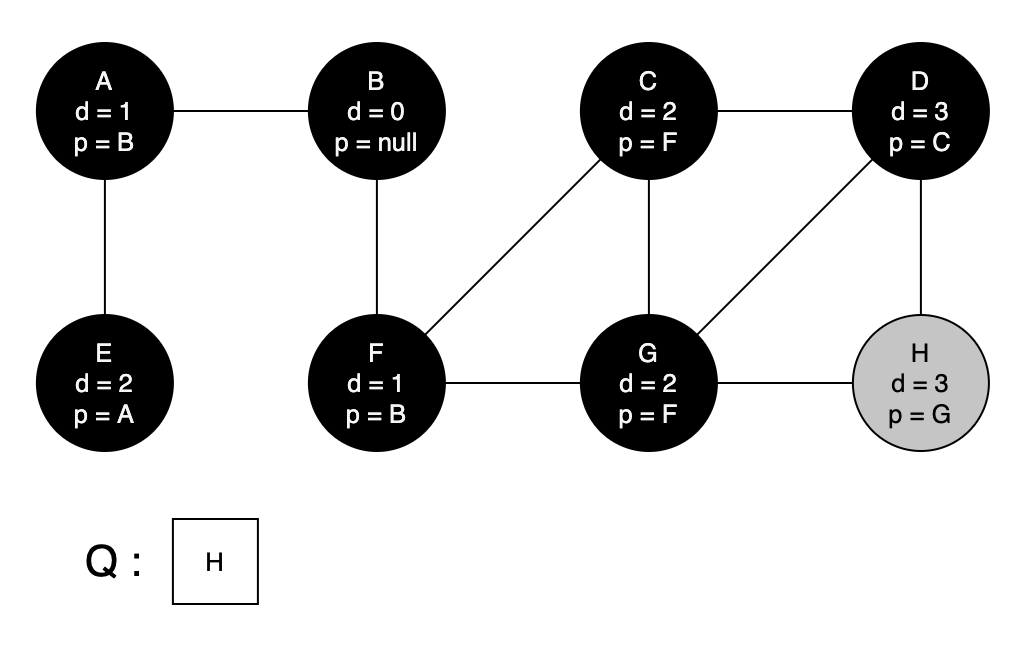 A
d = 1
p = B
B
d = 0
p = null
C
d = 2
p = F
D
d = 3
p = C
E
d = 2
p = A
F
d = 1
p = B
G
d = 2
p = F
H
d = 3
p = G
Q : H